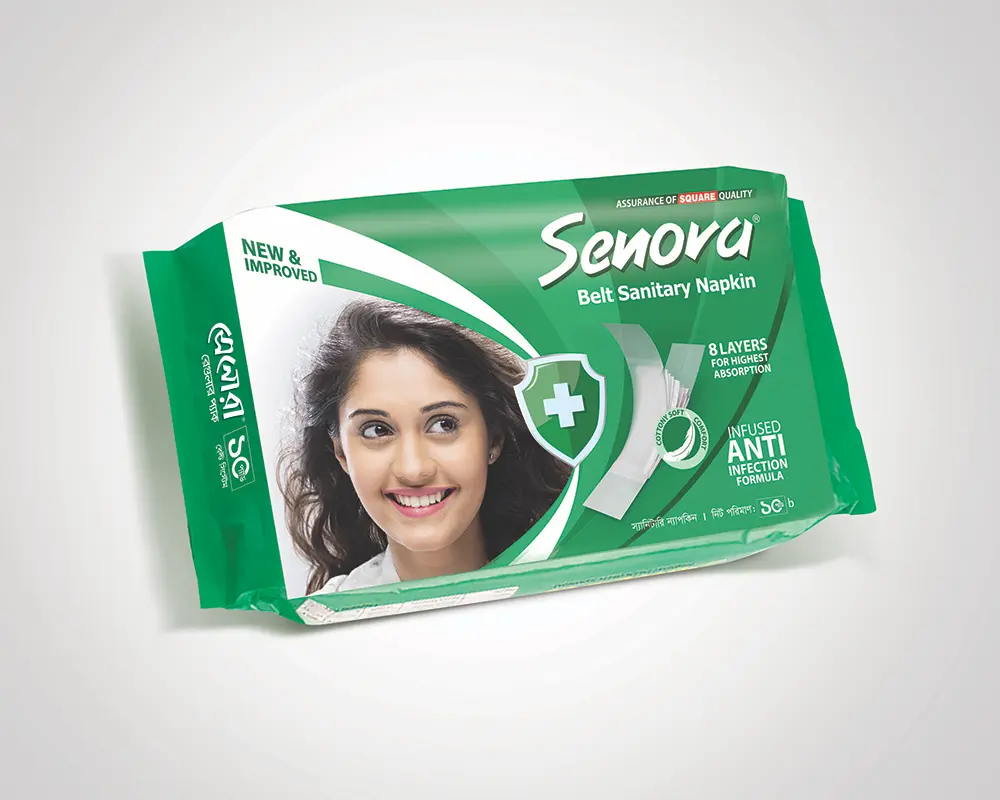 ASSURANCE OF SQUARE QUALITY
Senora®
Belt Sanitary Napkin
NEW &
IMPROVED
8 LAYERS
FOR HIGHEST
ABSORPTION
COTTONY SOFT COMFORT
INFUSED
ANTI
INFECTION
FORMULA
স্যানিটারি ন্যাপকিন । নিট পরিমাণ: ১০ b
সেনোরা® ১০